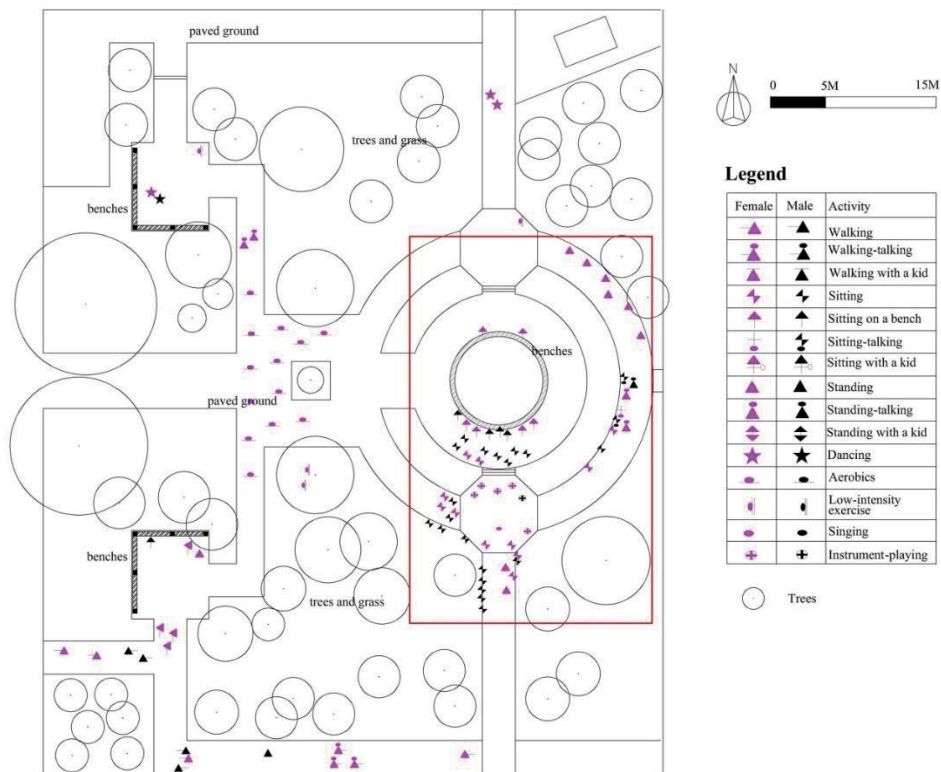 paved ground
N
0 5M 15M
trees and grass
benches
Legend
Female Male Activity
Walking
Walking-talking
Walking with a kid
Sitting
Sitting on a bench
Sitting-talking
Sitting with a kid
Standing
Standing-talking
Standing with a kid
Dancing
Aerobics
Low-intensity
exercise
Singing
Instrument-playing
Trees
benches
paved ground
benches
trees and grass